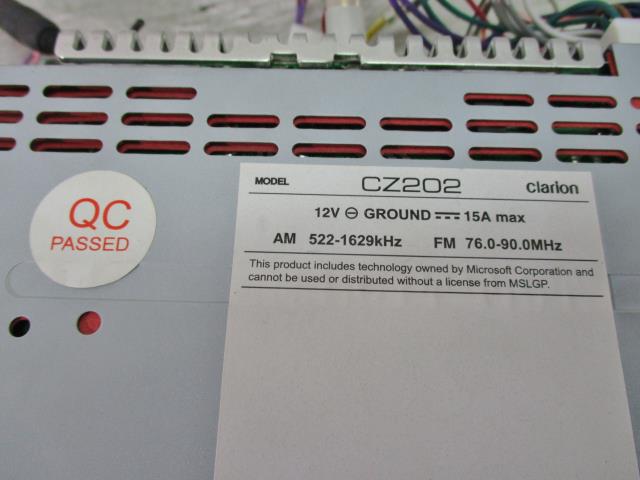 MODEL CZ202 clarion
12V ⊖ GROUND ⎓ 15A max
AM 522-1629kHz FM 76.0-90.0MHz
This product includes technology owned by Microsoft Corporation and
cannot be used or distributed without a license from MSLGP.
QC
PASSED